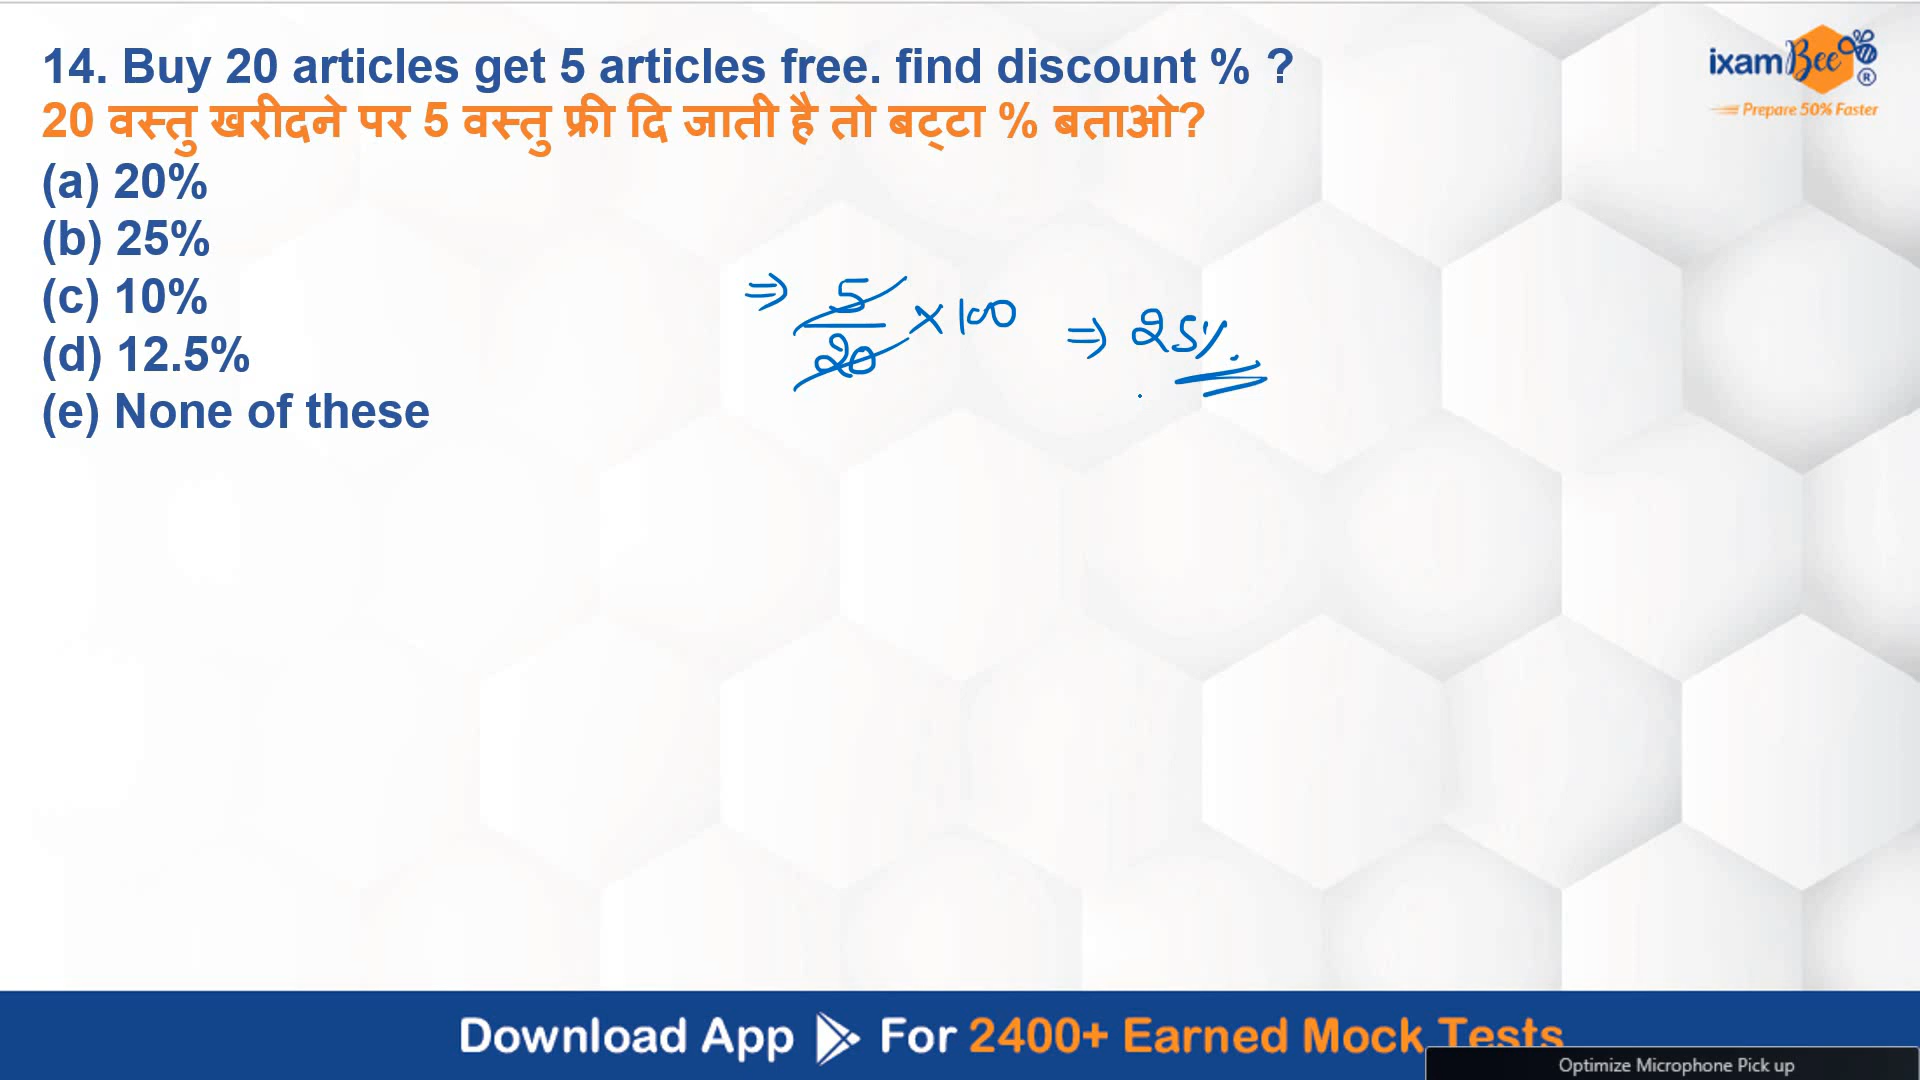 14. Buy 20 articles get 5 articles free. find discount % ?
20 वस्तु खरीदने पर 5 वस्तु फ्री दि जाती है तो बट्टा % बताओ?
(a) 20%
(b) 25%
(c) 10%
(d) 12.5%
(e) None of these
⇒ 5/20 × 100 ⇒ 25%.
ixamBee ®
Prepare 50% Faster
Download App For 2400+ Earned Mock Tests
Optimize Microphone Pick up